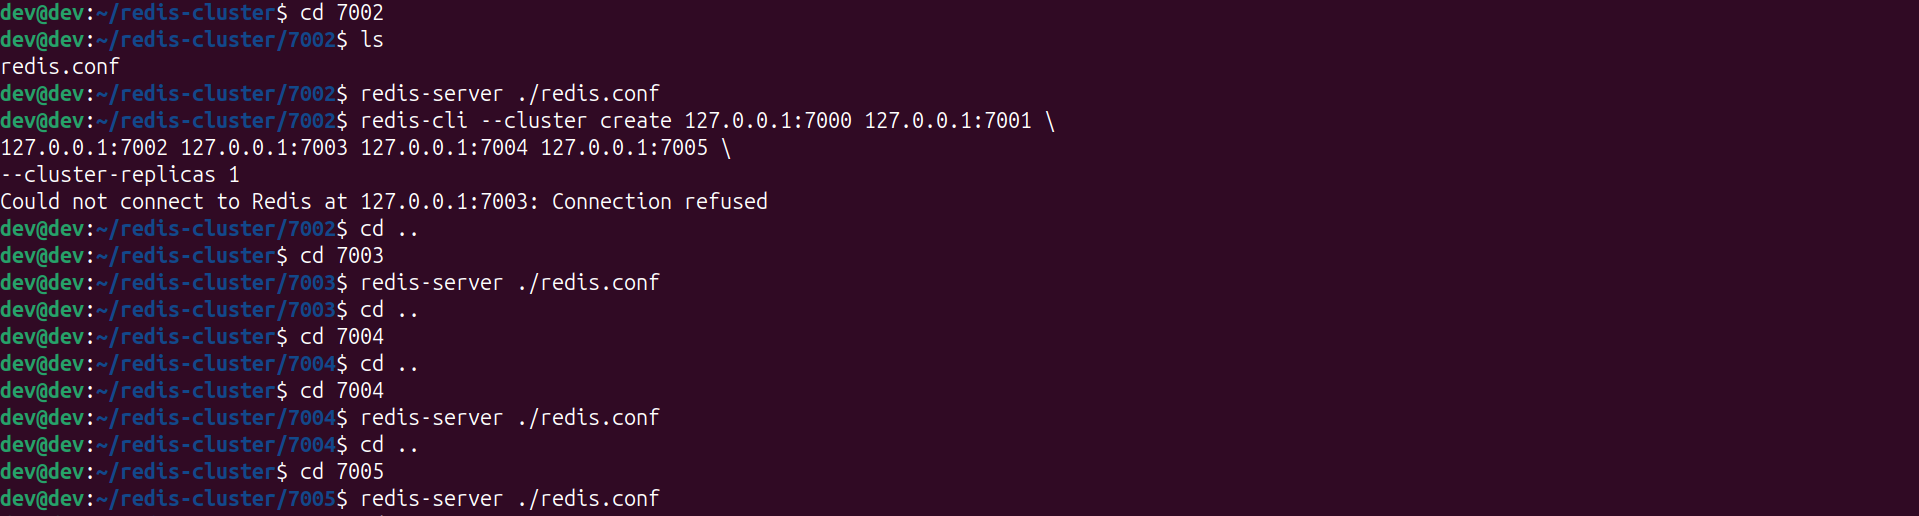 dev@dev:~/redis-cluster$ cd 7002
dev@dev:~/redis-cluster/7002$ ls
redis.conf
dev@dev:~/redis-cluster/7002$ redis-server ./redis.conf
dev@dev:~/redis-cluster/7002$ redis-cli --cluster create 127.0.0.1:7000 127.0.0.1:7001 \
127.0.0.1:7002 127.0.0.1:7003 127.0.0.1:7004 127.0.0.1:7005 \
--cluster-replicas 1
Could not connect to Redis at 127.0.0.1:7003: Connection refused
dev@dev:~/redis-cluster/7002$ cd ..
dev@dev:~/redis-cluster$ cd 7003
dev@dev:~/redis-cluster/7003$ redis-server ./redis.conf
dev@dev:~/redis-cluster/7003$ cd ..
dev@dev:~/redis-cluster$ cd 7004
dev@dev:~/redis-cluster/7004$ cd ..
dev@dev:~/redis-cluster$ cd 7004
dev@dev:~/redis-cluster/7004$ redis-server ./redis.conf
dev@dev:~/redis-cluster/7004$ cd ..
dev@dev:~/redis-cluster$ cd 7005
dev@dev:~/redis-cluster/7005$ redis-server ./redis.conf